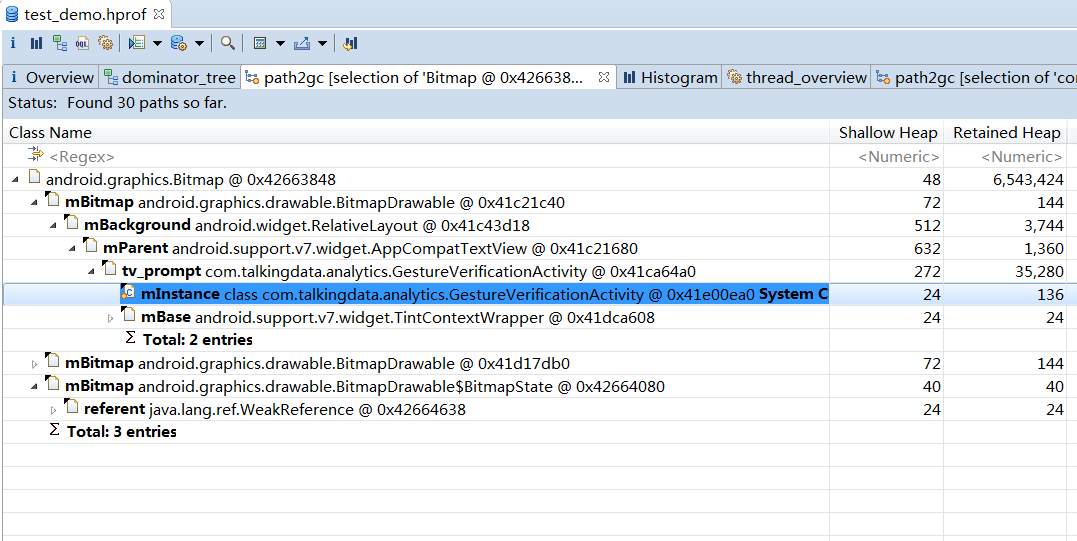 test_demo.hprof
i OQL
i Overview dominator_tree path2gc [selection of 'Bitmap @ 0x426638... Histogram thread_overview path2gc [selection of 'cor
Status: Found 30 paths so far.
Class Name Shallow Heap Retained Heap
<Regex> <Numeric> <Numeric>
android.graphics.Bitmap @ 0x42663848 48 6,543,424
mBitmap android.graphics.drawable.BitmapDrawable @ 0x41c21c40 72 144
mBackground android.widget.RelativeLayout @ 0x41c43d18 512 3,744
mParent android.support.v7.widget.AppCompatTextView @ 0x41c21680 632 1,360
tv_prompt com.talkingdata.analytics.GestureVerificationActivity @ 0x41ca64a0 272 35,280
mInstance class com.talkingdata.analytics.GestureVerificationActivity @ 0x41e00ea0 System C 24 136
mBase android.support.v7.widget.TintContextWrapper @ 0x41dca608 24 24
Σ Total: 2 entries
mBitmap android.graphics.drawable.BitmapDrawable @ 0x41d17db0 72 144
mBitmap android.graphics.drawable.BitmapDrawable$BitmapState @ 0x42664080 40 40
referent java.lang.ref.WeakReference @ 0x42664638 24 24
Σ Total: 3 entries